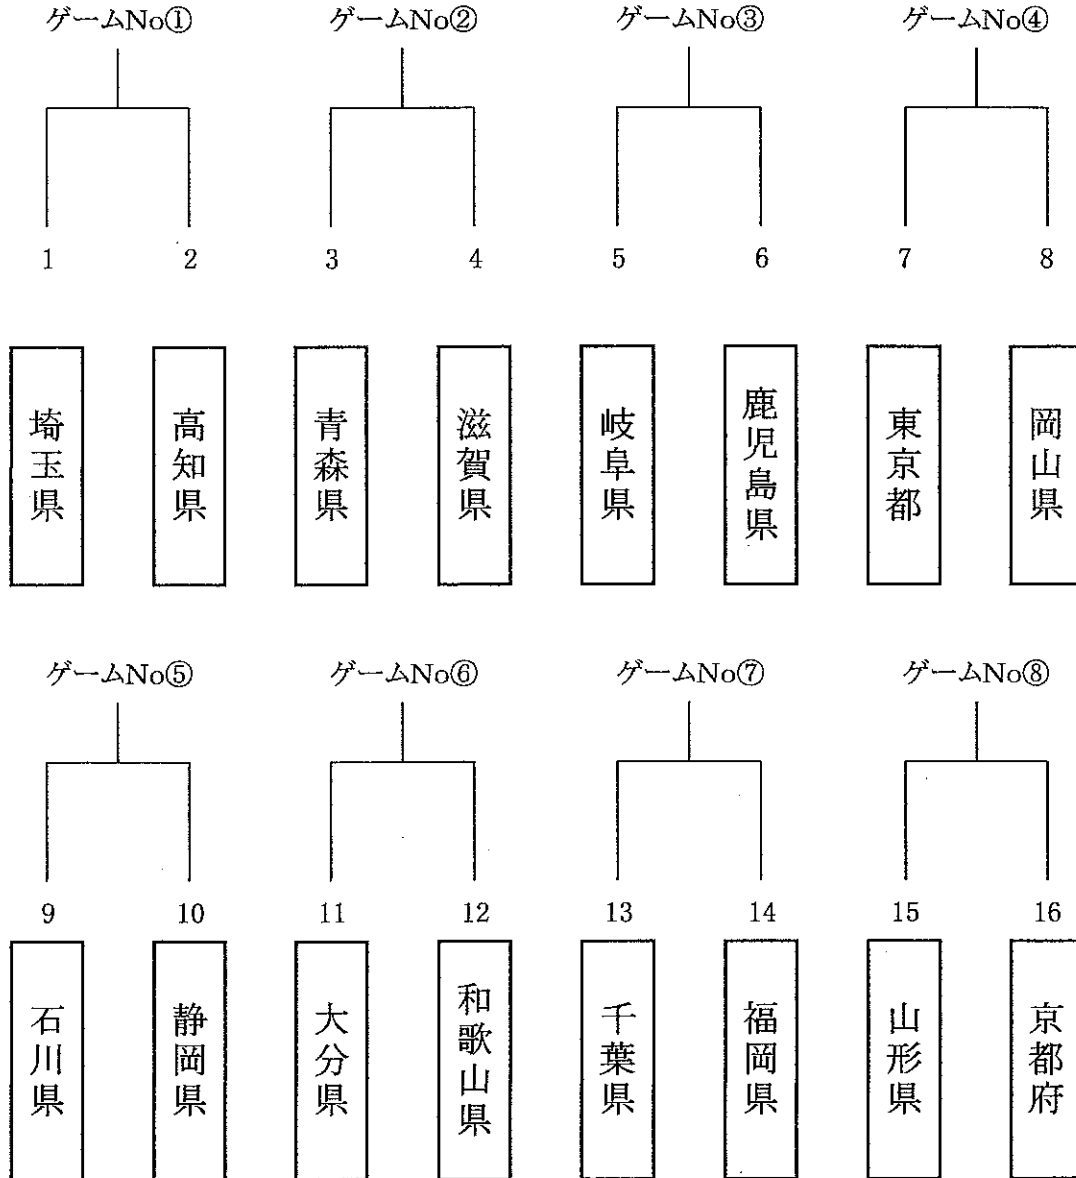 ゲームNo① ゲームNo② ゲームNo③ ゲームNo④
1 2 3 4 5 6 7 8
埼玉県
高知県
青森県
滋賀県
岐阜県
鹿児島県
東京都
岡山県
ゲームNo⑤ ゲームNo⑥ ゲームNo⑦ ゲームNo⑧
9 10 11 12 13 14 15 16
石川県
静岡県
大分県
和歌山県
千葉県
福岡県
山形県
京都府